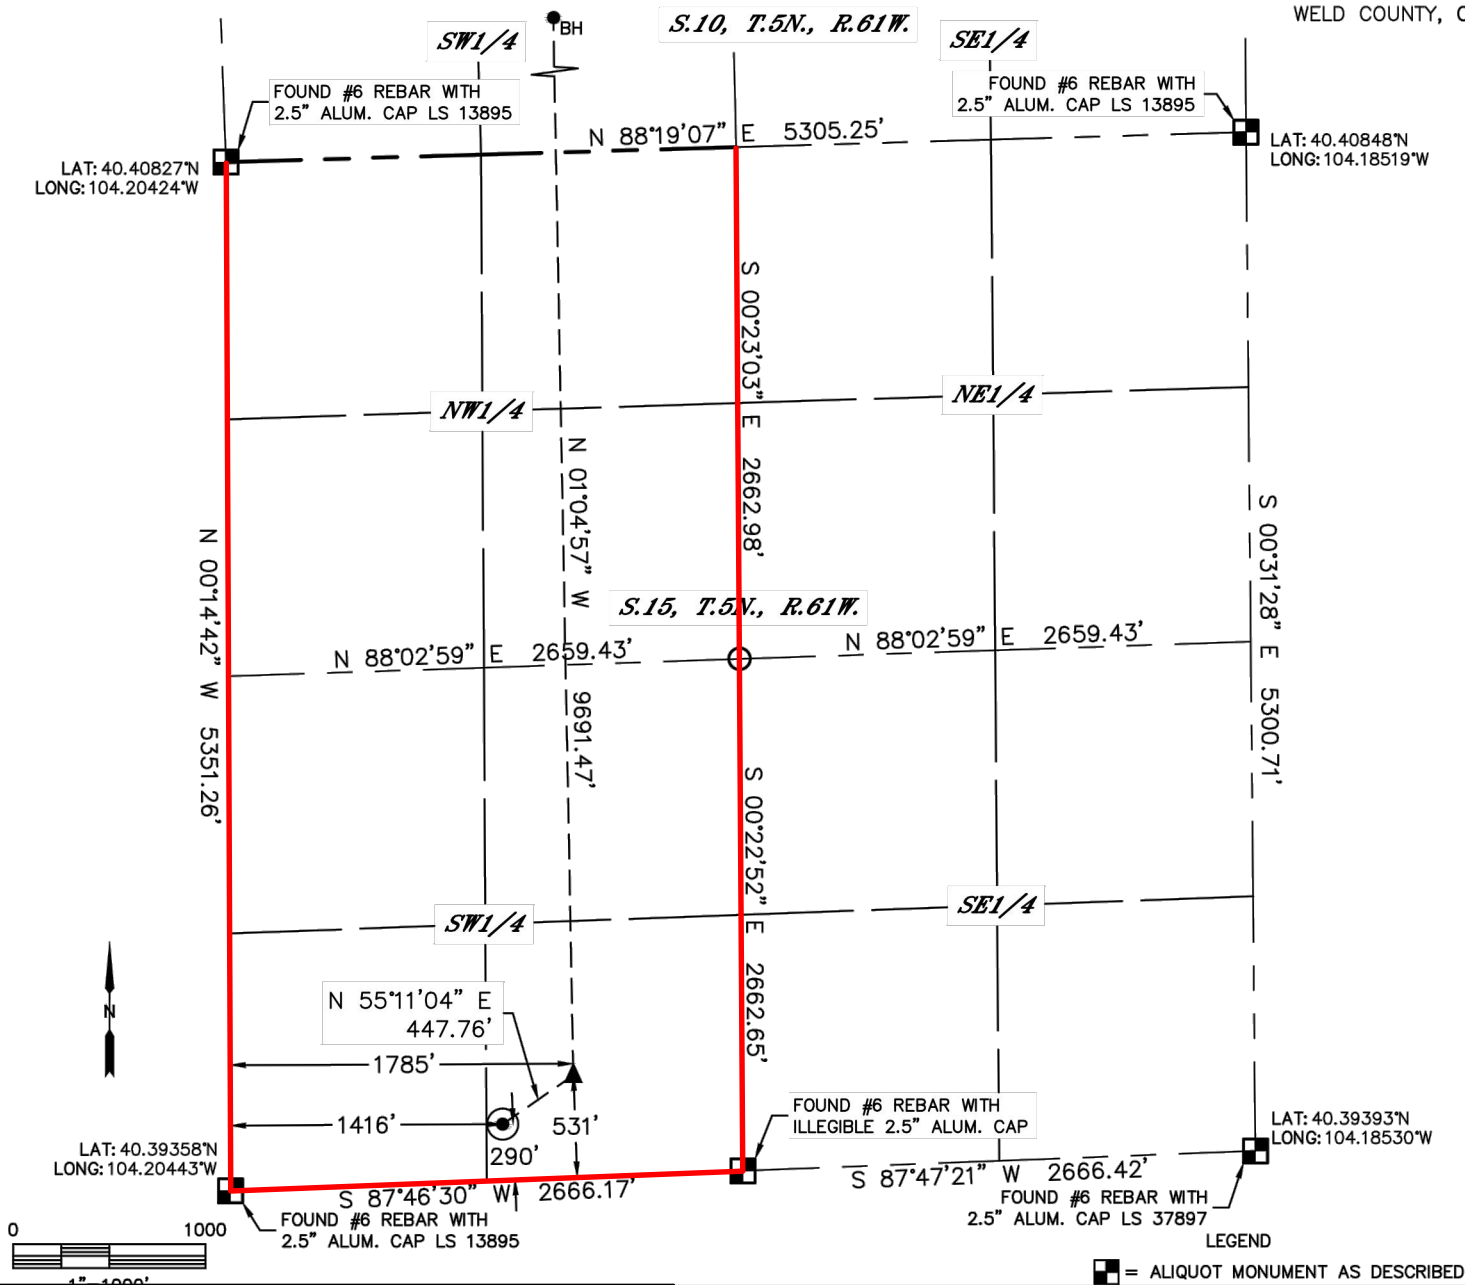 WELD COUNTY, C
BH
SW1/4
S.10, T.5N., R.61W.
SE1/4
FOUND #6 REBAR WITH
2.5" ALUM. CAP LS 13895
FOUND #6 REBAR WITH
2.5" ALUM. CAP LS 13895
N 88°19'07" E 5305.25'
LAT: 40.40827°N
LONG: 104.20424°W
LAT: 40.40848°N
LONG: 104.18519°W
S 00°23'03" E 2662.98'
NW1/4
NE1/4
N 01°04'57" W 9691.47'
N 00°14'42" W 5351.26'
S 00°31'28" E 5300.71'
S.15, T.5N., R.61W.
N 88°02'59" E 2659.43'
N 88°02'59" E 2659.43'
S 00°22'52" E 2662.65'
SW1/4
SE1/4
N 55°11'04" E
447.76'
N
1785'
1416'
531'
290'
FOUND #6 REBAR WITH
ILLEGIBLE 2.5" ALUM. CAP
LAT: 40.39358°N
LONG: 104.20443°W
LAT: 40.39393°N
LONG: 104.18530°W
S 87°46'30" W 2666.17'
S 87°47'21" W 2666.42'
FOUND #6 REBAR WITH
2.5" ALUM. CAP LS 37897
FOUND #6 REBAR WITH
2.5" ALUM. CAP LS 13895
0 1000
1"=1000'
LEGEND
= ALIQUOT MONUMENT AS DESCRIBED